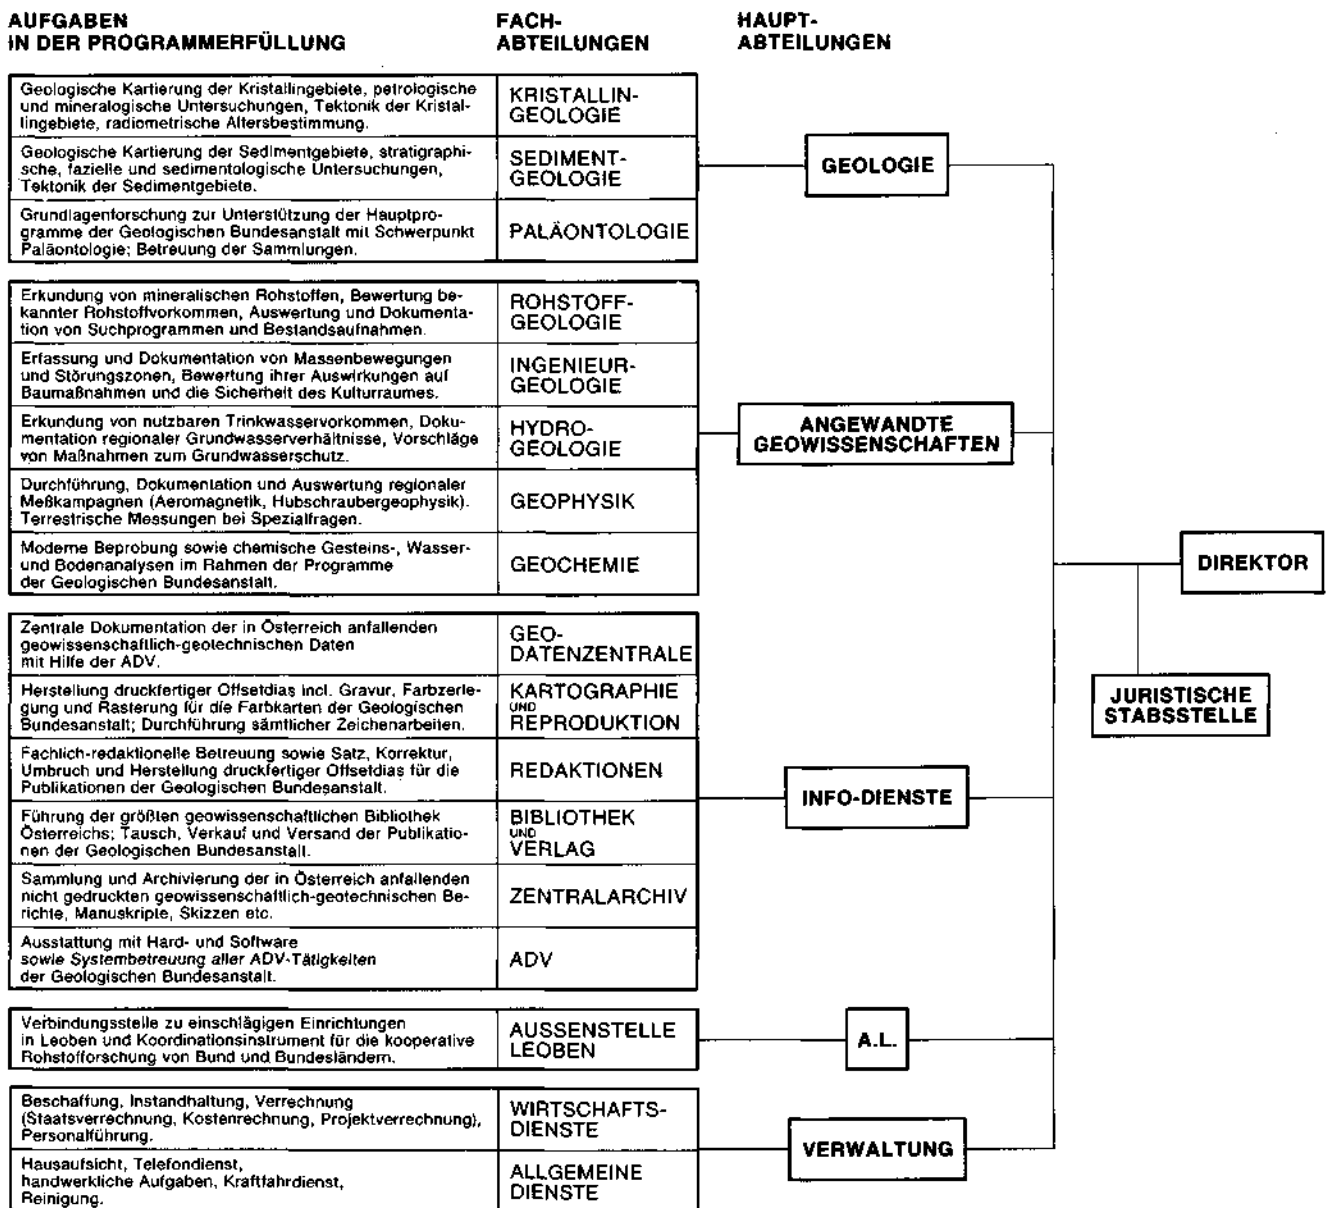 AUFGABEN
IN DER PROGRAMMERFÜLLUNG
FACH-
ABTEILUNGEN
HAUPT-
ABTEILUNGEN
Geologische Kartierung der Kristallingebiete, petrologische
und mineralogische Untersuchungen, Tektonik der Kristal-
lingebiete, radiometrische Altersbestimmung.
KRISTALLIN-
GEOLOGIE
Geologische Kartierung der Sedimentgebiete, stratigraphi-
sche, fazielle und sedimentologische Untersuchungen,
Tektonik der Sedimentgebiete.
SEDIMENT-
GEOLOGIE
Grundlagenforschung zur Unterstützung der Hauptpro-
gramme der Geologischen Bundesanstalt mit Schwerpunkt
Paläontologie; Betreuung der Sammlungen.
PALÄONTOLOGIE
GEOLOGIE
Erkundung von mineralischen Rohstoffen, Bewertung be-
kannter Rohstoffvorkommen, Auswertung und Dokumenta-
tion von Suchprogrammen und Bestandsaufnahmen.
ROHSTOFF-
GEOLOGIE
Erfassung und Dokumentation von Massenbewegungen
und Störungszonen, Bewertung ihrer Auswirkungen auf
Baumaßnahmen und die Sicherheit des Kulturraumes.
INGENIEUR-
GEOLOGIE
Erkundung von nutzbaren Trinkwasservorkommen, Doku-
mentation regionaler Grundwasserverhältnisse, Vorschläge
von Maßnahmen zum Grundwasserschutz.
HYDRO-
GEOLOGIE
Durchführung, Dokumentation und Auswertung regionaler
Meßkampagnen (Aeromagnetik, Hubschraubergeophysik).
Terrestrische Messungen bei Spezialfragen.
GEOPHYSIK
Moderne Beprobung sowie chemische Gesteins-, Wasser-
und Bodenanalysen im Rahmen der Programme
der Geologischen Bundesanstalt.
GEOCHEMIE
ANGEWANDTE
GEOWISSENSCHAFTEN
DIREKTOR
JURISTISCHE
STABSSTELLE
Zentrale Dokumentation der in Österreich anfallenden
geowissenschaftlich-geotechnischen Daten
mit Hilfe der ADV.
GEO-
DATENZENTRALE
Herstellung druckfertiger Offsetdias incl. Gravur, Farbzerle-
gung und Rasterung für die Farbkarten der Geologischen
Bundesanstalt; Durchführung sämtlicher Zeichenarbeiten.
KARTOGRAPHIE
UND
REPRODUKTION
Fachlich-redaktionelle Betreuung sowie Satz, Korrektur,
Umbruch und Herstellung druckfertiger Offsetdias für die
Publikationen der Geologischen Bundesanstalt.
REDAKTIONEN
Führung der größten geowissenschaftlichen Bibliothek
Österreichs; Tausch, Verkauf und Versand der Publikatio-
nen der Geologischen Bundesanstalt.
BIBLIOTHEK
UND
VERLAG
Sammlung und Archivierung der in Österreich anfallenden
nicht gedruckten geowissenschaftlich-geotechnischen Be-
richte, Manuskripte, Skizzen etc.
ZENTRALARCHIV
Ausstattung mit Hard- und Software
sowie Systembetreuung aller ADV-Tätigkeiten
der Geologischen Bundesanstalt.
ADV
INFO-DIENSTE
Verbindungsstelle zu einschlägigen Einrichtungen
in Leoben und Koordinationsinstrument für die kooperative
Rohstofforschung von Bund und Bundesländern.
AUSSENSTELLE
LEOBEN
A.L.
Beschaffung, Instandhaltung, Verrechnung
(Staatsverrechnung, Kostenrechnung, Projektverrechnung),
Personalführung.
WIRTSCHAFTS-
DIENSTE
Hausaufsicht, Telefondienst,
handwerkliche Aufgaben, Kraftfahrdienst,
Reinigung.
ALLGEMEINE
DIENSTE
VERWALTUNG